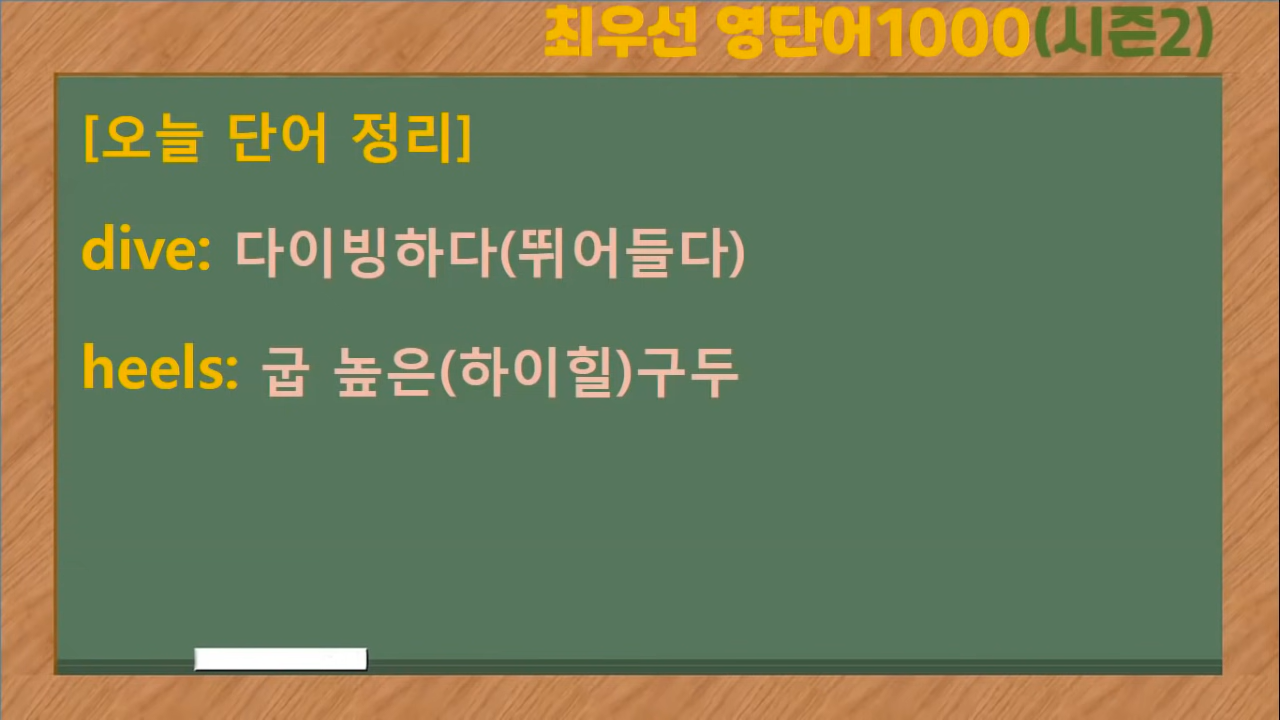 최우선 영단어1000(시즌2)
[오늘 단어 정리]
dive: 다이빙하다(뛰어들다)
heels: 굽 높은(하이힐)구두